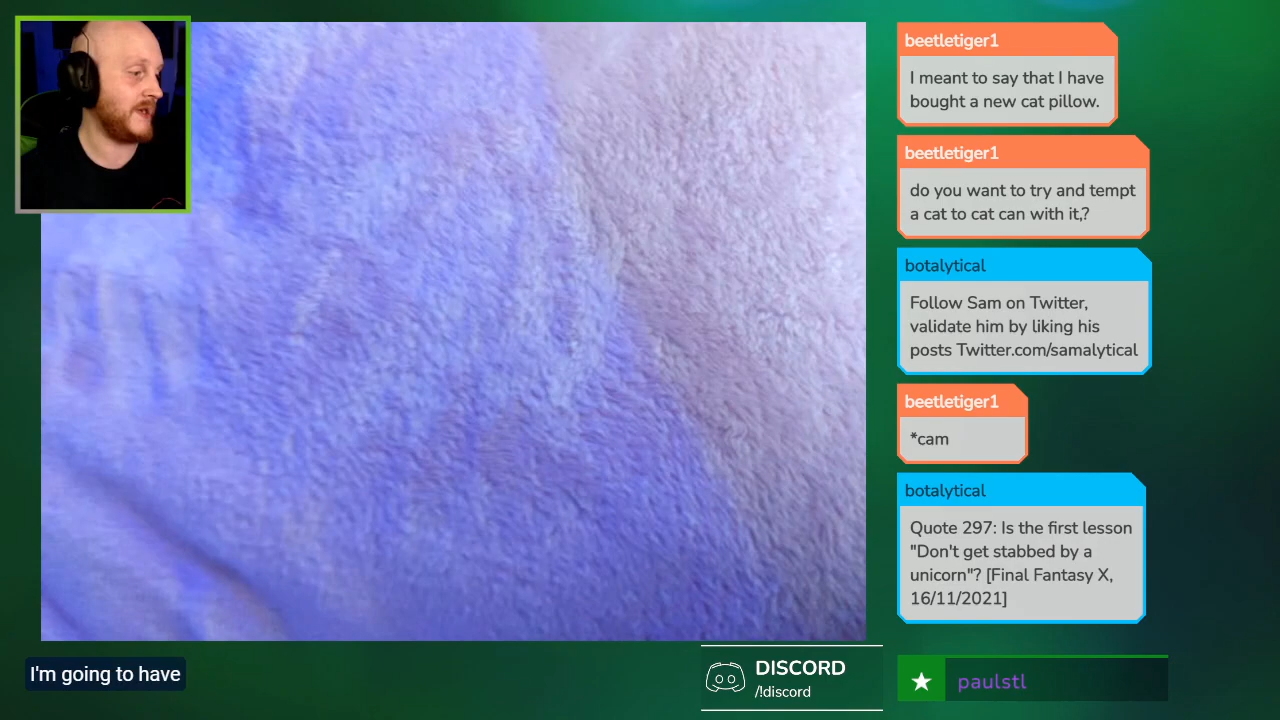 beetletiger1
I meant to say that I have
bought a new cat pillow.
beetletiger1
do you want to try and tempt
a cat to cat can with it,?
botalytical
Follow Sam on Twitter,
validate him by liking his
posts Twitter.com/samalytical
beetletiger1
*cam
botalytical
Quote 297: Is the first lesson
"Don't get stabbed by a
unicorn"? [Final Fantasy X,
16/11/2021]
I'm going to have
DISCORD
/!discord
paulstl